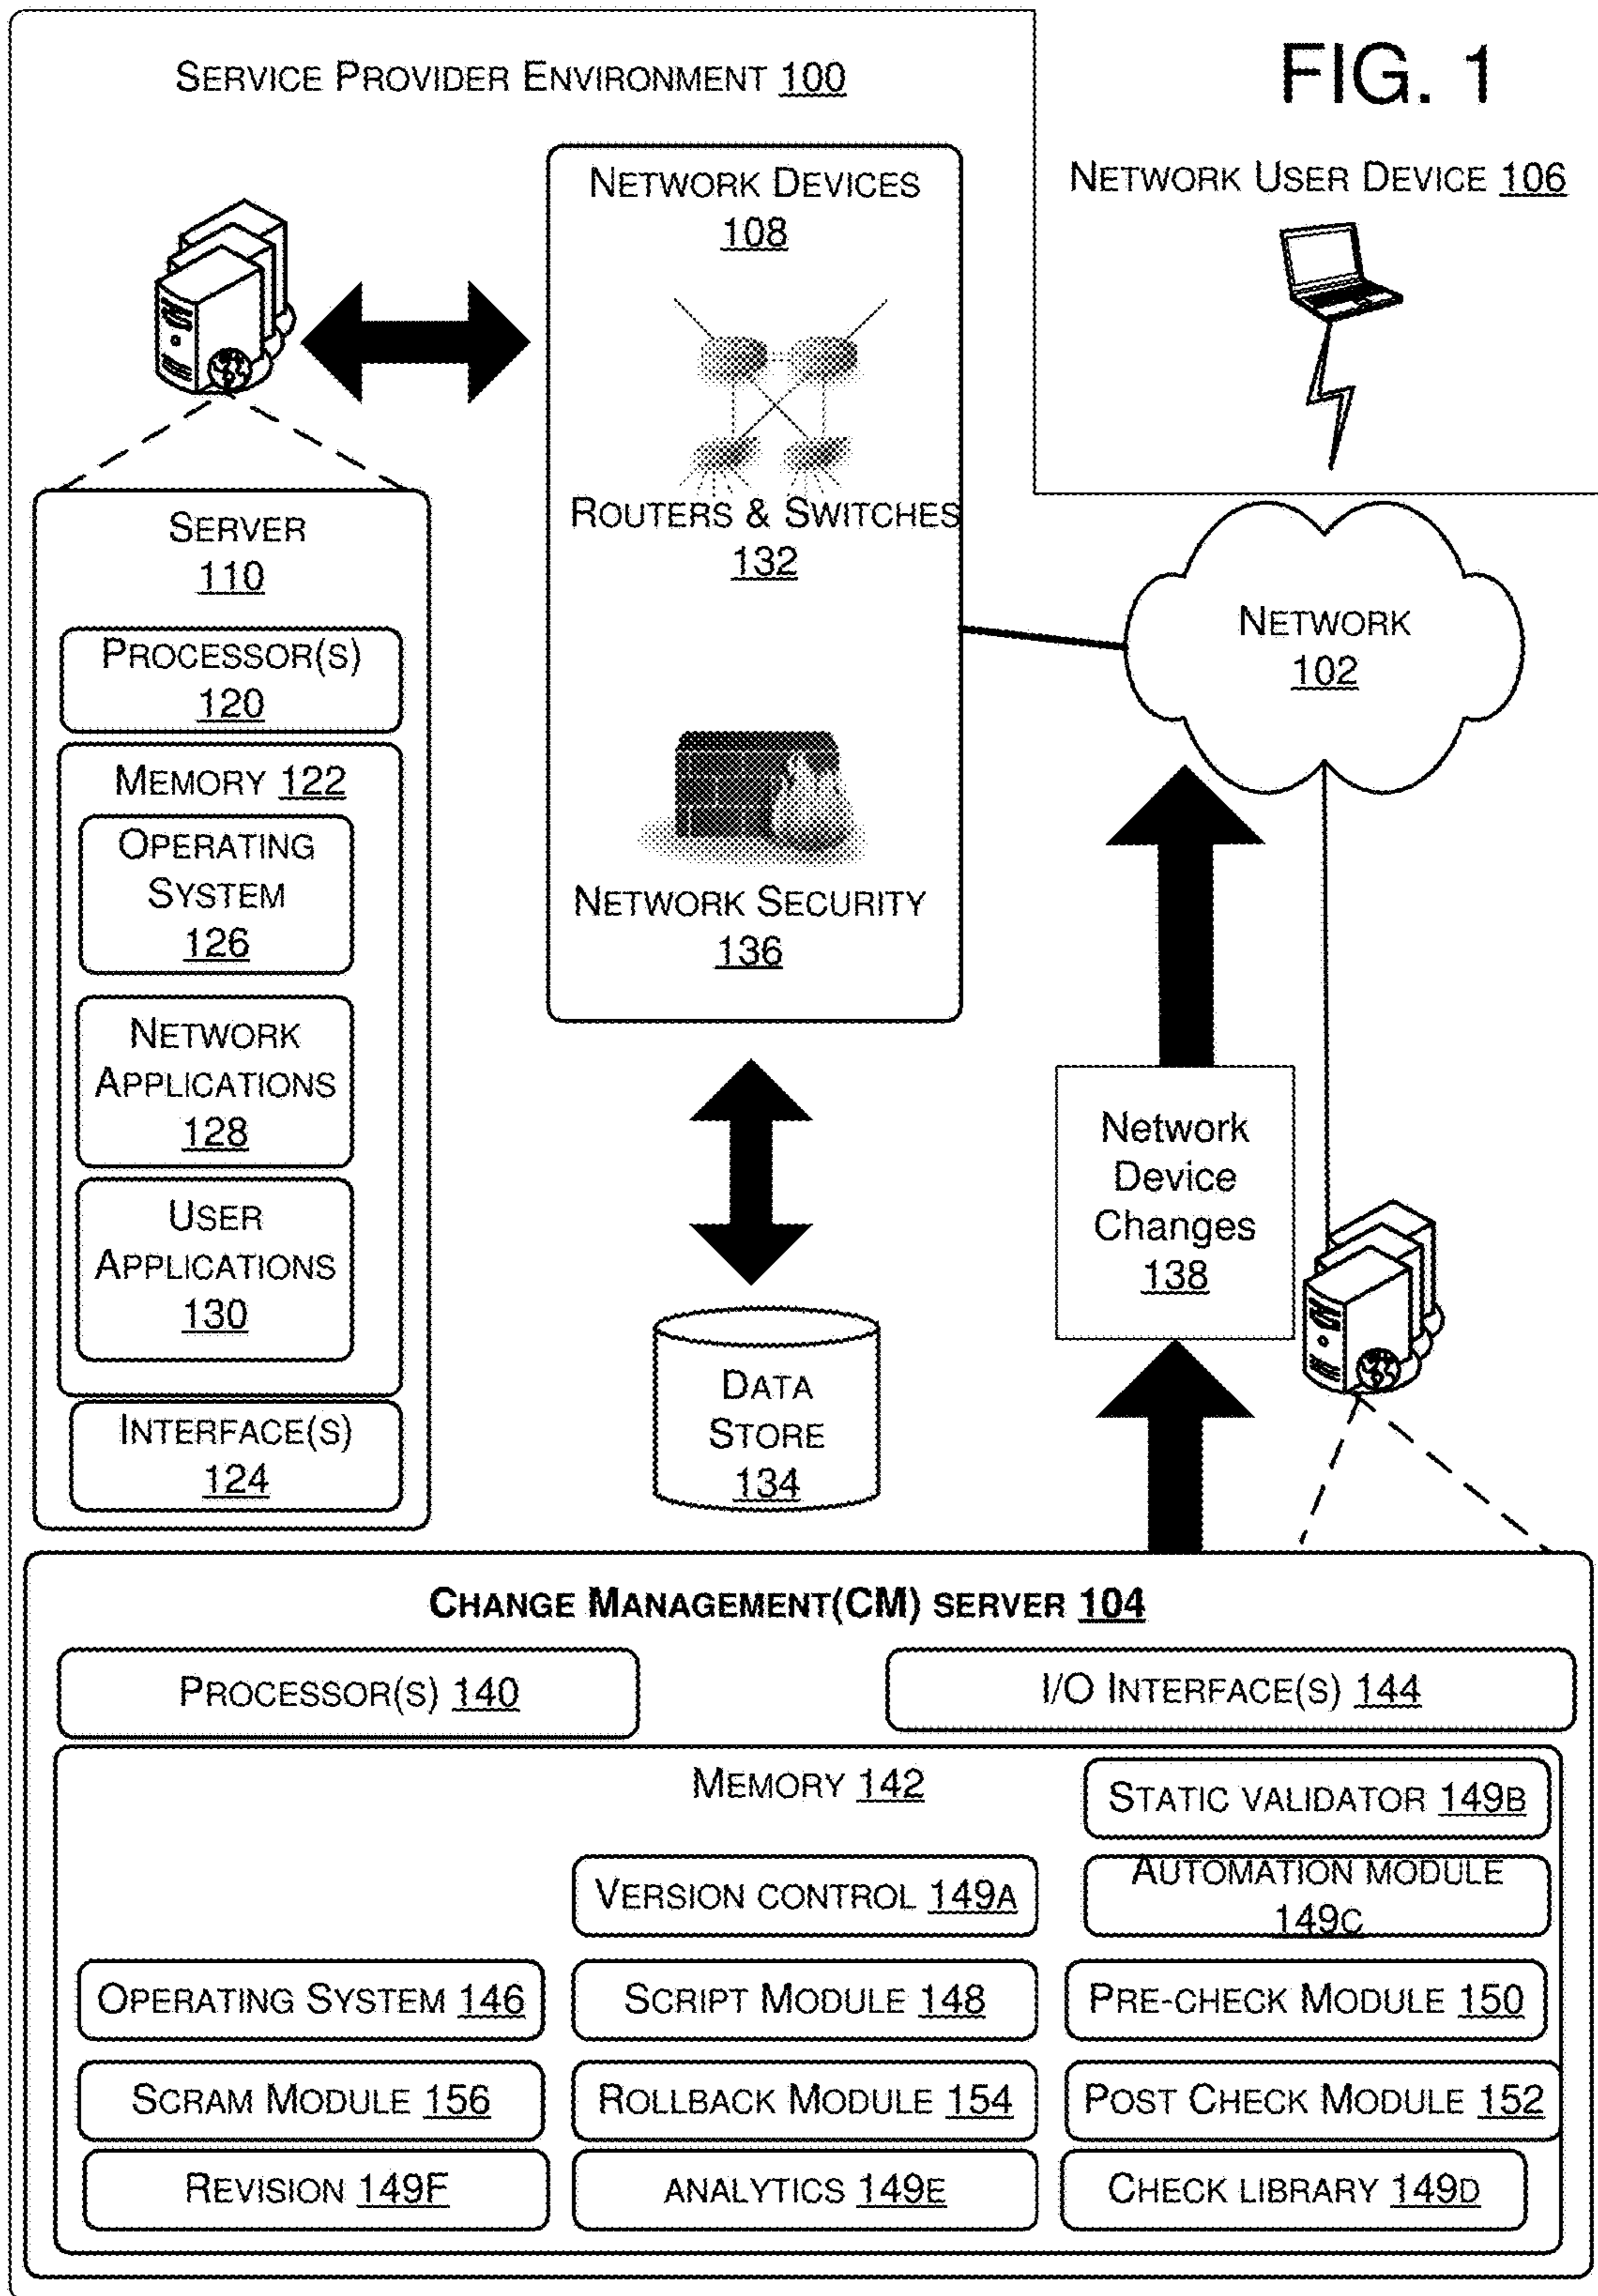 SERVICE PROVIDER ENVIRONMENT 100
FIG. 1
NETWORK USER DEVICE 106
NETWORK DEVICES
108
ROUTERS & SWITCHES
132
NETWORK SECURITY
136
SERVER
110
PROCESSOR(S)
120
MEMORY 122
OPERATING
SYSTEM
126
NETWORK
APPLICATIONS
128
USER
APPLICATIONS
130
INTERFACE(S)
124
NETWORK
102
Network
Device
Changes
138
DATA
STORE
134
CHANGE MANAGEMENT(CM) SERVER 104
PROCESSOR(S) 140
I/O INTERFACE(S) 144
MEMORY 142
STATIC VALIDATOR 149B
VERSION CONTROL 149A
AUTOMATION MODULE
149C
OPERATING SYSTEM 146
SCRIPT MODULE 148
PRE-CHECK MODULE 150
SCRAM MODULE 156
ROLLBACK MODULE 154
POST CHECK MODULE 152
REVISION 149F
ANALYTICS 149E
CHECK LIBRARY 149D